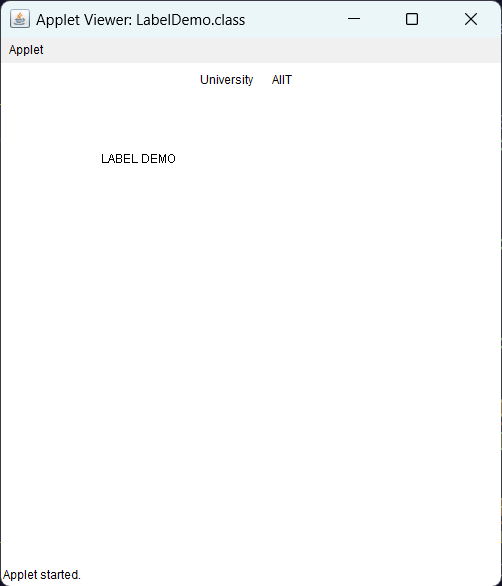 Applet Viewer: LabelDemo.class
Applet
University AIIT
LABEL DEMO
Applet started.